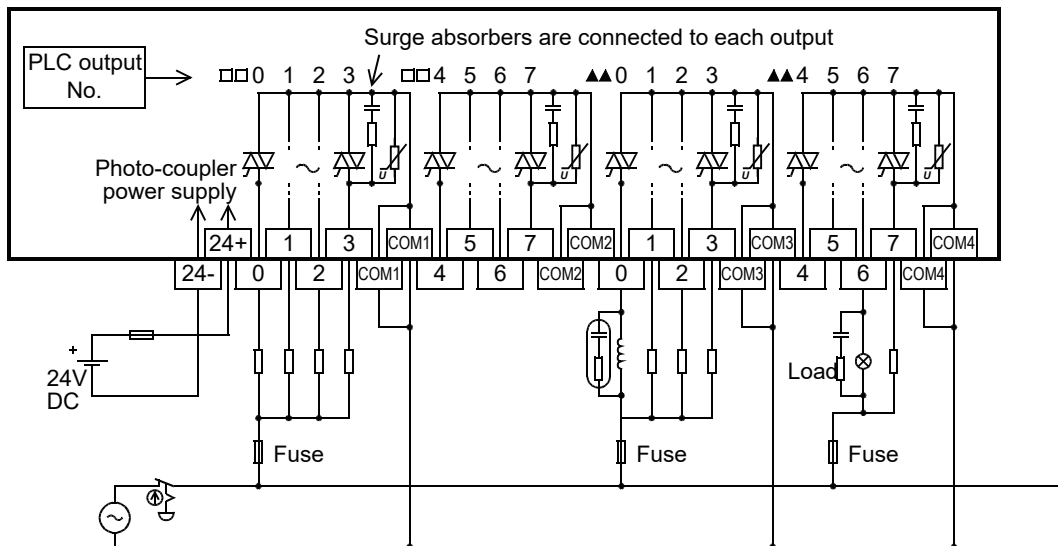 Surge absorbers are connected to each output
PLC output
No.
□□ 0 1 2 3 □□ 4 5 6 7 ▲▲ 0 1 2 3 ▲▲ 4 5 6 7
Photo-coupler
power supply
U U U U
24+ 1 3 COM1 5 7 COM2 1 3 COM3 5 7 COM4
24- 0 2 COM1 4 6 COM2 0 2 COM3 4 6 COM4
+
24V
DC
Load
Fuse Fuse Fuse